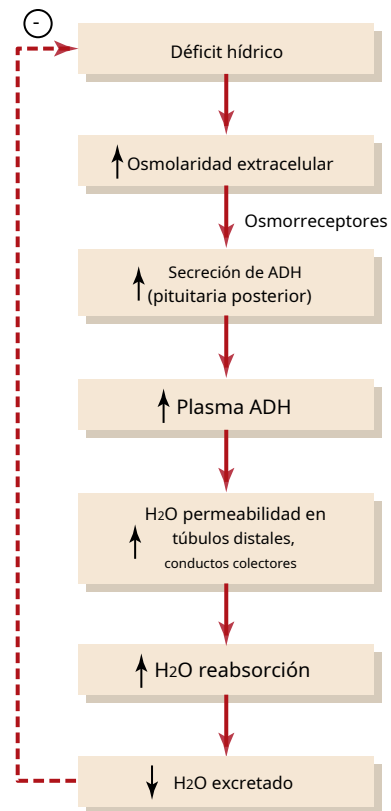 -
Déficit hídrico
↑ Osmolaridad extracelular
Osmorreceptores
↑ Secreción de ADH
(pituitaria posterior)
↑ Plasma ADH
H2O permeabilidad en
↑ túbulos distales,
conductos colectores
↑ H2O reabsorción
↓ H2O excretado